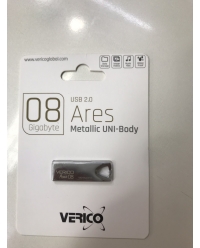 www.vericoglobal.com
08
Gigabyte
USB 2.0
Ares
Metallic UNI-Body
VERICO